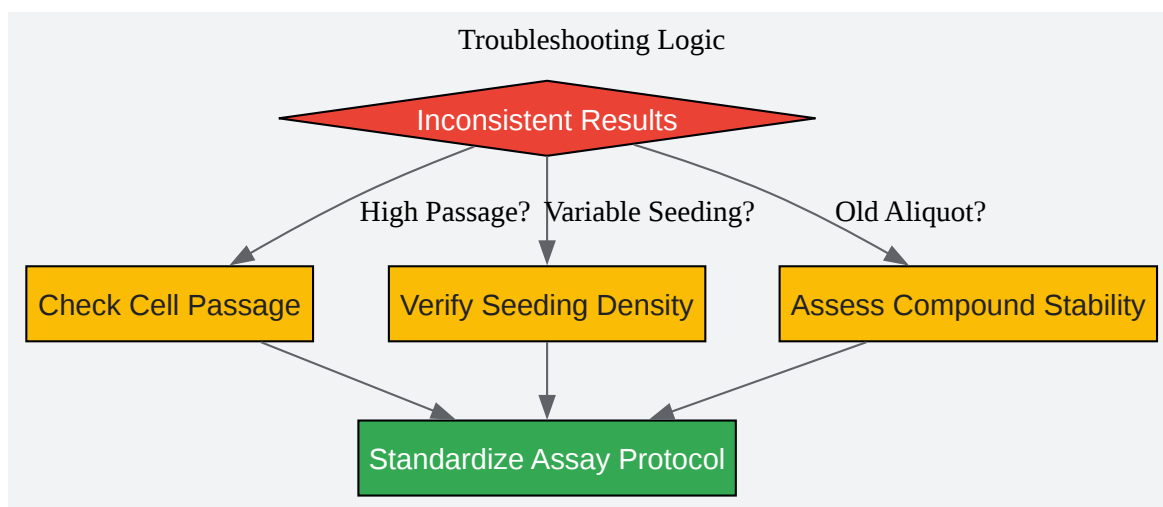 Troubleshooting Logic
Inconsistent Results
High Passage?
Variable Seeding?
Old Aliquot?
Check Cell Passage
Verify Seeding Density
Assess Compound Stability
Standardize Assay Protocol